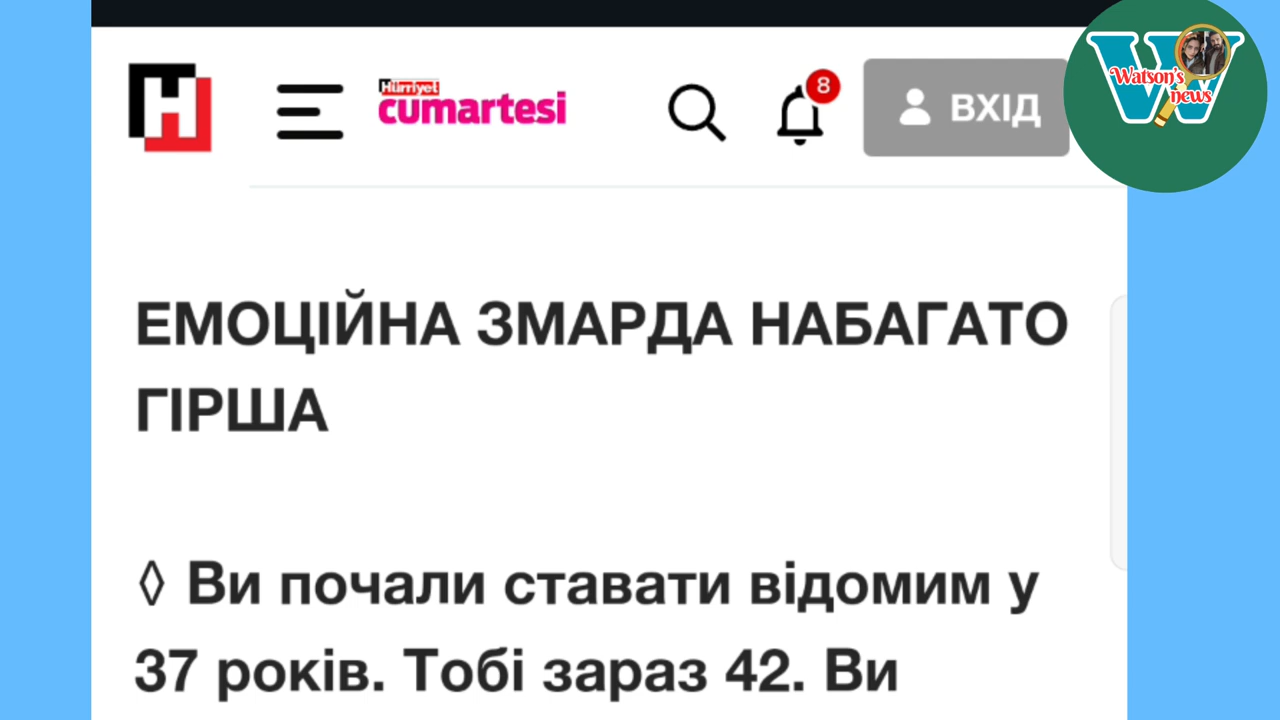 Hürriyet
cumartesi
8
ВХІД
Watson's
news
ЕМОЦІЙНА ЗМАРДА НАБАГАТО
ГІРША
◊ Ви почали ставати відомим у
37 років. Тобі зараз 42. Ви